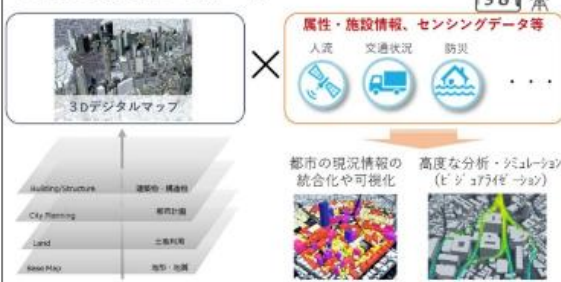 5G
属性・施設情報、センシングデータ等
人流 交通状況 防災
3Dデジタルマップ
×
・・・
都市の現況情報の
統合化や可視化
高度な分析・シミュレーション
(ビジュアライゼーション)
Building/Structure 建築物・構造物
City Planning 都市計画
Land 土地利用
Base Map 地形・地質